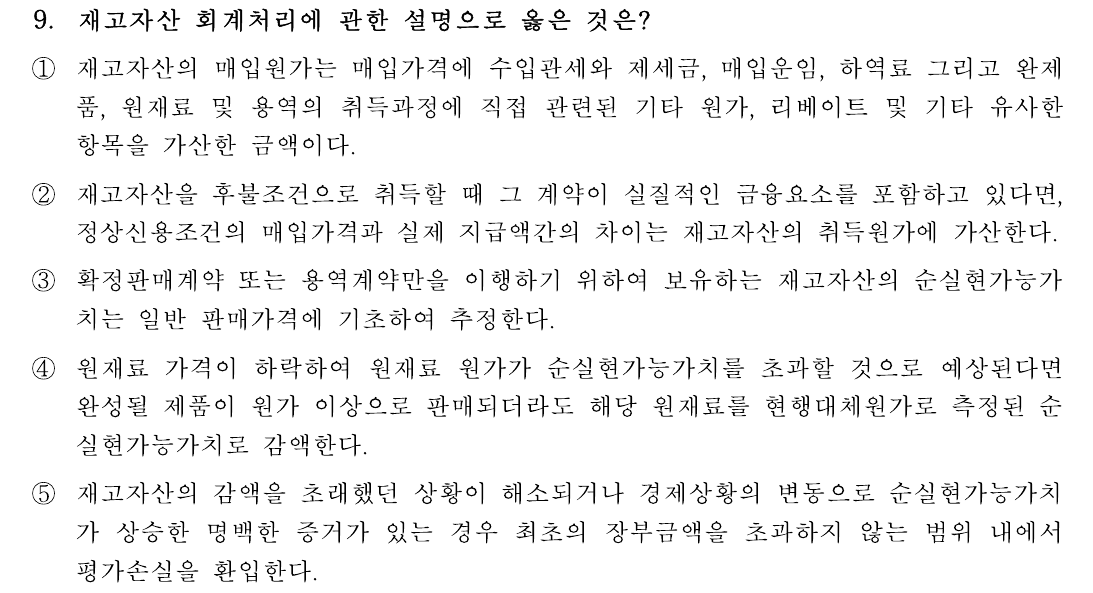 9. 재고자산 회계처리에 관한 설명으로 옳은 것은?
① 재고자산의 매입원가는 매입가격에 수입관세와 제세금, 매입운임, 하역료 그리고 완제
품, 원재료 및 용역의 취득과정에 직접 관련된 기타 원가, 리베이트 및 기타 유사한
항목을 가산한 금액이다.
② 재고자산을 후불조건으로 취득할 때 그 계약이 실질적인 금융요소를 포함하고 있다면,
정상신용조건의 매입가격과 실제 지급액간의 차이는 재고자산의 취득원가에 가산한다.
③ 확정판매계약 또는 용역계약만을 이행하기 위하여 보유하는 재고자산의 순실현가능가
치는 일반 판매가격에 기초하여 추정한다.
④ 원재료 가격이 하락하여 원재료 원가가 순실현가능가치를 초과할 것으로 예상된다면
완성될 제품이 원가 이상으로 판매되더라도 해당 원재료를 현행대체원가로 측정된 순
실현가능가치로 감액한다.
⑤ 재고자산의 감액을 초래했던 상황이 해소되거나 경제상황의 변동으로 순실현가능가치
가 상승한 명백한 증거가 있는 경우 최초의 장부금액을 초과하지 않는 범위 내에서
평가손실을 환입한다.